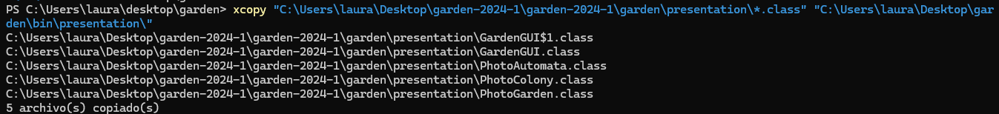 PS C:\Users\laura\desktop\garden> xcopy "C:\Users\laura\Desktop\garden-2024-1\garden-2024-1\garden\presentation\*.class" "C:\Users\laura\Desktop\gar
den\bin\presentation\"
C:\Users\laura\Desktop\garden-2024-1\garden-2024-1\garden\presentation\GardenGUI$1.class
C:\Users\laura\Desktop\garden-2024-1\garden-2024-1\garden\presentation\GardenGUI.class
C:\Users\laura\Desktop\garden-2024-1\garden-2024-1\garden\presentation\PhotoAutomata.class
C:\Users\laura\Desktop\garden-2024-1\garden-2024-1\garden\presentation\PhotoColony.class
C:\Users\laura\Desktop\garden-2024-1\garden-2024-1\garden\presentation\PhotoGarden.class
5 archivo(s) copiado(s)